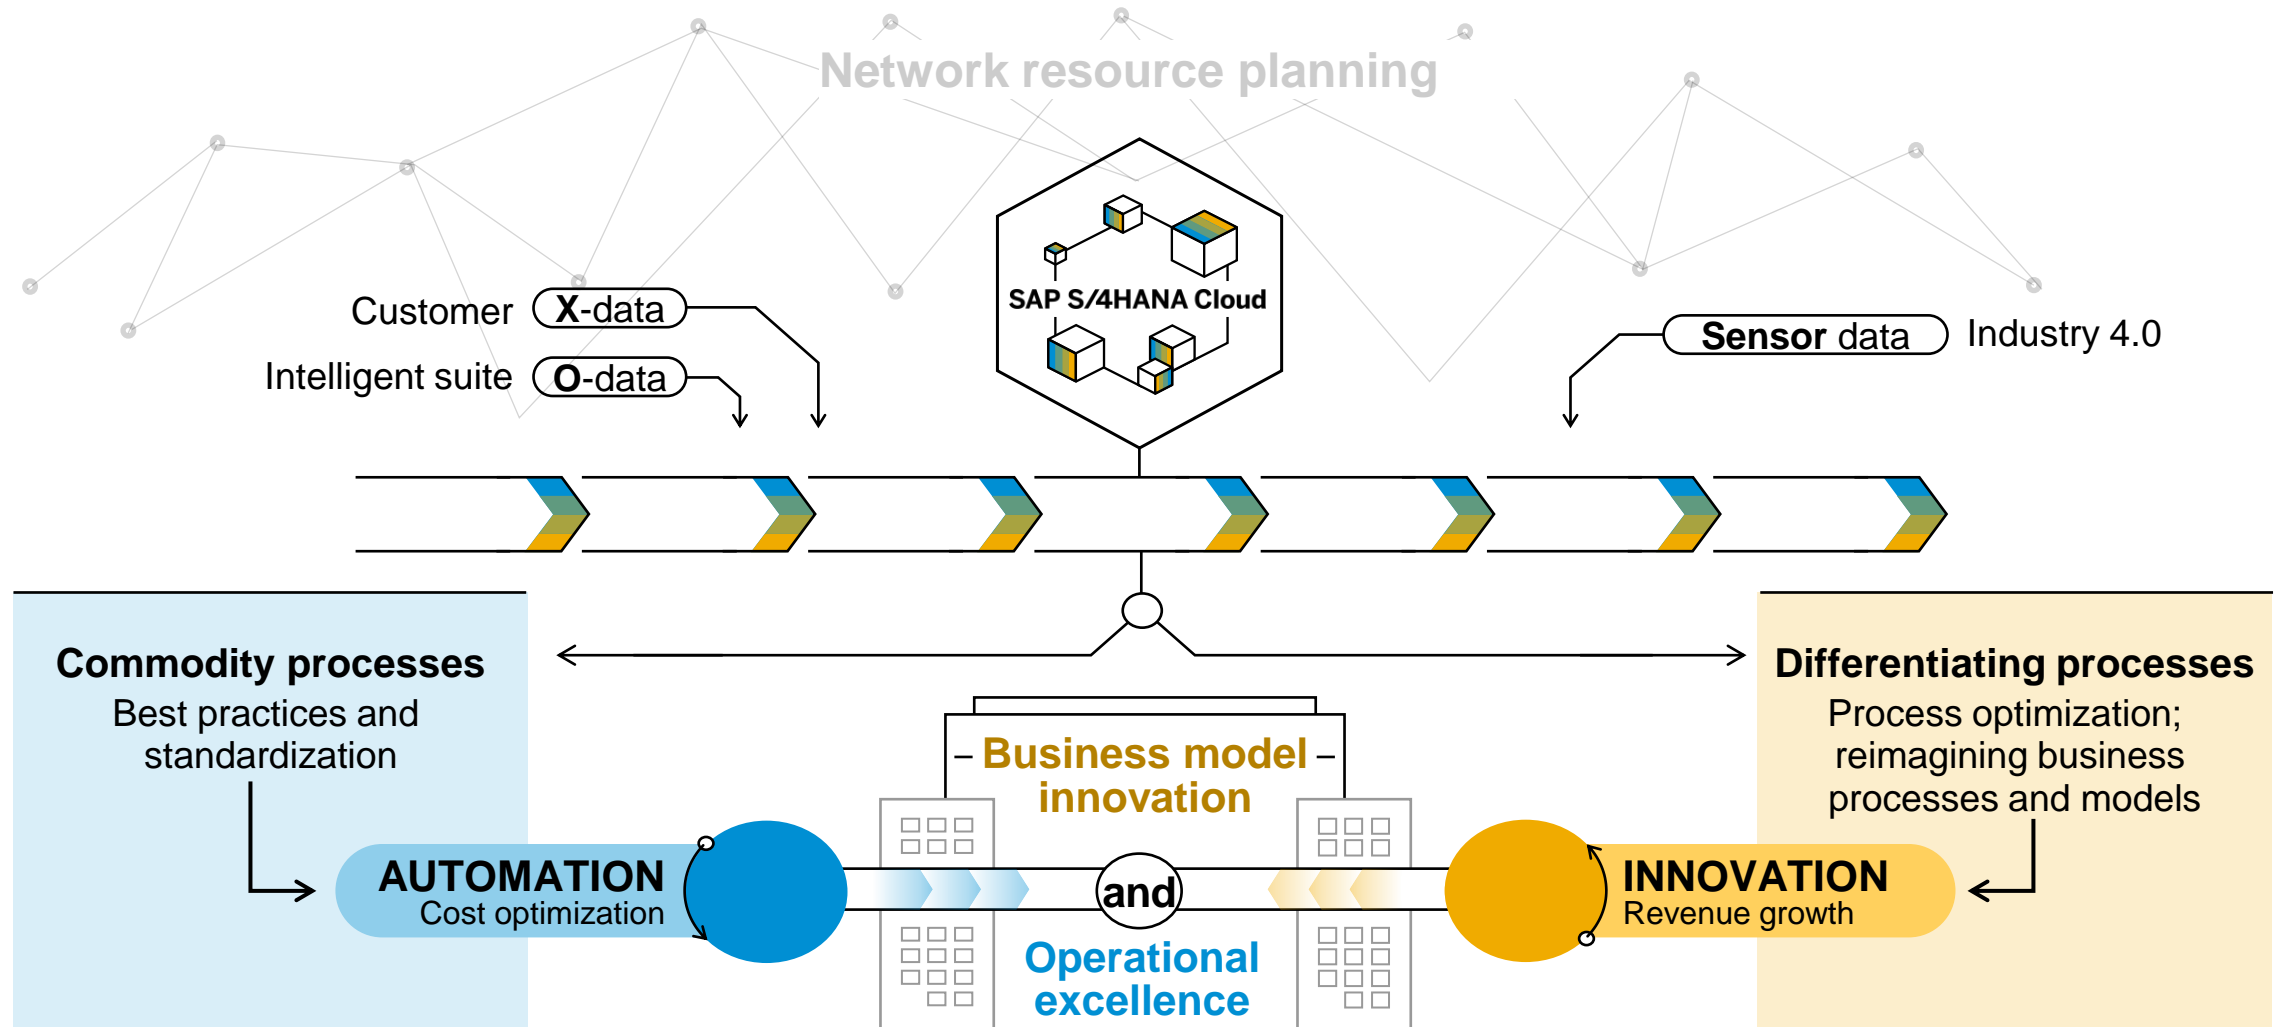 Network resource planning
SAP S/4HANA Cloud
Customer X-data
Intelligent suite O-data
Sensor data Industry 4.0
Commodity processes
Best practices and
standardization
Differentiating processes
Process optimization;
reimagining business
processes and models
Business model
innovation
AUTOMATION
Cost optimization
and
INNOVATION
Revenue growth
Operational
excellence